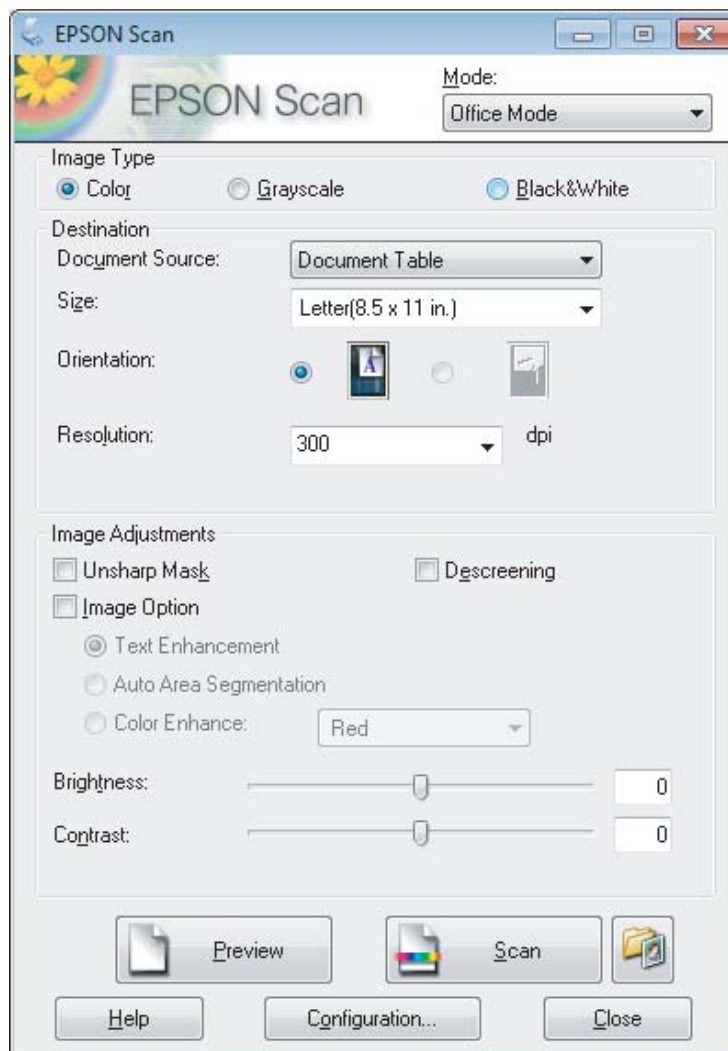 EPSON Scan
EPSON Scan
Mode:
Office Mode
Image Type
Color Grayscale Black&White
Destination
Document Source: Document Table
Size: Letter(8.5 x 11 in.)
Orientation: A
Resolution: 300 dpi
Image Adjustments
Unsharp Mask Descreening
Image Option
Text Enhancement
Auto Area Segmentation
Color Enhance: Red
Brightness: 0
Contrast: 0
Preview Scan
Help Configuration... Close